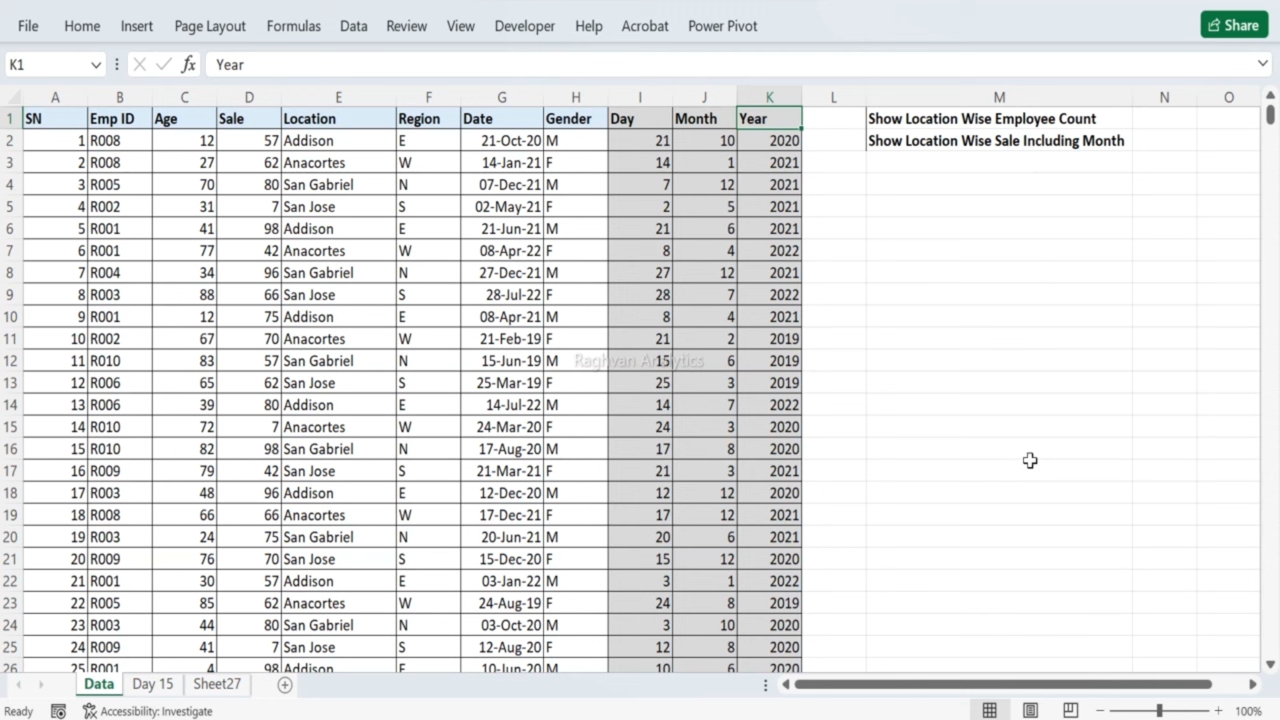 File Home Insert Page Layout Formulas Data Review View Developer Help Acrobat Power Pivot Share
K1 fx Year
A B C D E F G H I J K L M N O
1 SN Emp ID Age Sale Location Region Date Gender Day Month Year Show Location Wise Employee Count
2 1 R008 12 57 Addison E 21-Oct-20 M 21 10 2020 Show Location Wise Sale Including Month
3 2 R008 27 62 Anacortes W 14-Jan-21 F 14 1 2021
4 3 R005 70 80 San Gabriel N 07-Dec-21 M 7 12 2021
5 4 R002 31 7 San Jose S 02-May-21 F 2 5 2021
6 5 R001 41 98 Addison E 21-Jun-21 M 21 6 2021
7 6 R001 77 42 Anacortes W 08-Apr-22 F 8 4 2022
8 7 R004 34 96 San Gabriel N 27-Dec-21 M 27 12 2021
9 8 R003 88 66 San Jose S 28-Jul-22 F 28 7 2022
10 9 R001 12 75 Addison E 08-Apr-21 M 8 4 2021
11 10 R002 67 70 Anacortes W 21-Feb-19 F 21 2 2019
12 11 R010 83 57 San Gabriel N 15-Jun-19 M 15 6 2019
Raghvan Analytics
13 12 R006 65 62 San Jose S 25-Mar-19 F 25 3 2019
14 13 R006 39 80 Addison E 14-Jul-22 M 14 7 2022
15 14 R010 72 7 Anacortes W 24-Mar-20 F 24 3 2020
16 15 R010 82 98 San Gabriel N 17-Aug-20 M 17 8 2020
17 16 R009 79 42 San Jose S 21-Mar-21 F 21 3 2021
18 17 R003 48 96 Addison E 12-Dec-20 M 12 12 2020
19 18 R008 66 66 Anacortes W 17-Dec-21 F 17 12 2021
20 19 R003 24 75 San Gabriel N 20-Jun-21 M 20 6 2021
21 20 R009 76 70 San Jose S 15-Dec-20 F 15 12 2020
22 21 R001 30 57 Addison E 03-Jan-22 M 3 1 2022
23 22 R005 85 62 Anacortes W 24-Aug-19 F 24 8 2019
24 23 R003 44 80 San Gabriel N 03-Oct-20 M 3 10 2020
25 24 R009 41 7 San Jose S 12-Aug-20 F 12 8 2020
26 25 R001 4 98 Addison E 10-Jun-20 M 10 6 2020
Data Day 15 Sheet27
Ready Accessibility: Investigate 100%